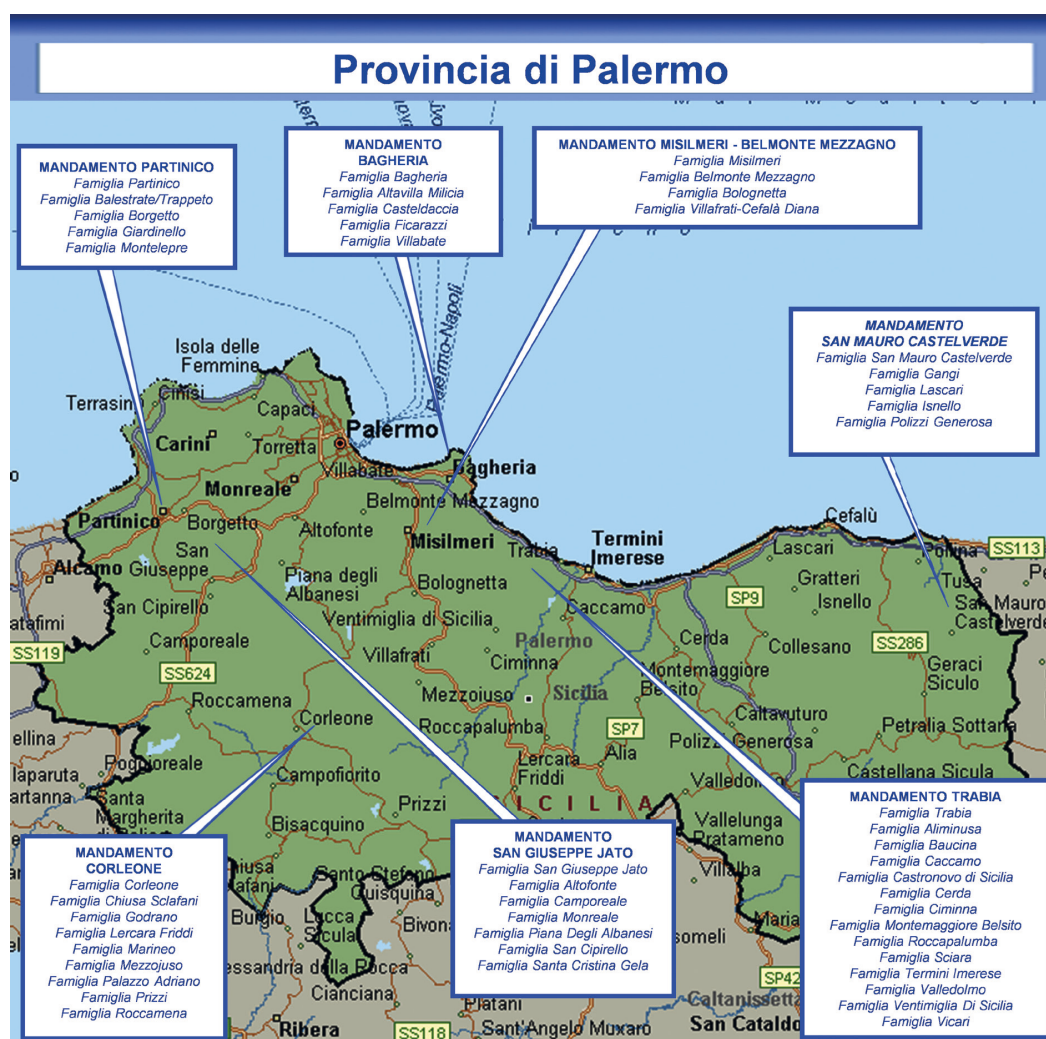 Provincia di Palermo
MANDAMENTO PARTINICO
Famiglia Partinico
Famiglia Balestrate/Trappeto
Famiglia Borgetto
Famiglia Giardinello
Famiglia Montelepre
MANDAMENTO
BAGHERIA
Famiglia Bagheria
Famiglia Altavilla Milicia
Famiglia Casteldaccia
Famiglia Ficarazzi
Famiglia Villabate
MANDAMENTO MISILMERI - BELMONTE MEZZAGNO
Famiglia Misilmeri
Famiglia Belmonte Mezzagno
Famiglia Bolognetta
Famiglia Villafrati-Cefalà Diana
MANDAMENTO
SAN MAURO CASTELVERDE
Famiglia San Mauro Castelverde
Famiglia Gangi
Famiglia Lascari
Famiglia Isnello
Famiglia Polizzi Generosa
Palermo-Napoli
Isola delle
Femmine
Terrasini
Cinisi
Capaci
Palermo
Carini
Torretta
Villabate
Bagheria
Monreale
Belmonte Mezzagno
Partinico
Borgetto
Altofonte
Misilmeri
Trabia
Termini
Imerese
Cefalù
Lascari
Pollina
SS113
Alcamo
San
Giuseppe
Piana degli
Albanesi
Bolognetta
Gratteri
Isnello
Tusa
San Mauro
Castelverde
San Cipirello
Ventimiglia di Sicilia
Caccamo
SP9
SS119
Camporeale
Villafrati
Palermo
Ciminna
Cerda
Collesano
SS286
Geraci
Siculo
SS624
Roccamena
Mezzojuso
Sicilia
Montemaggiore
Belsito
Corleone
Roccapalumba
SP7
Caltavuturo
Polizzi Generosa
Petralia Sottana
Alia
Lercara
Friddi
Campofiorito
Prizzi
SICILIA
Castellana Sicula
Santa
Margherita
Bisacquino
Vallelunga
Pratameno
Villalba
Santo Stefano
Quisquina
Burgio
Lucca
Sicula
Cianciana
Ribera
SS118
Platani
Sant'Angelo Muxaro
Caltanissetta
San Cataldo
SP42
MANDAMENTO
CORLEONE
Famiglia Corleone
Famiglia Chiusa Sclafani
Famiglia Godrano
Famiglia Lercara Friddi
Famiglia Marineo
Famiglia Mezzojuso
Famiglia Palazzo Adriano
Famiglia Prizzi
Famiglia Roccamena
MANDAMENTO
SAN GIUSEPPE JATO
Famiglia San Giuseppe Jato
Famiglia Altofonte
Famiglia Camporeale
Famiglia Monreale
Famiglia Piana Degli Albanesi
Famiglia San Cipirello
Famiglia Santa Cristina Gela
MANDAMENTO TRABIA
Famiglia Trabia
Famiglia Aliminusa
Famiglia Baucina
Famiglia Caccamo
Famiglia Castronovo di Sicilia
Famiglia Cerda
Famiglia Ciminna
Famiglia Montemaggiore Belsito
Famiglia Roccapalumba
Famiglia Sciara
Famiglia Termini Imerese
Famiglia Valledolmo
Famiglia Ventimiglia Di Sicilia
Famiglia Vicari